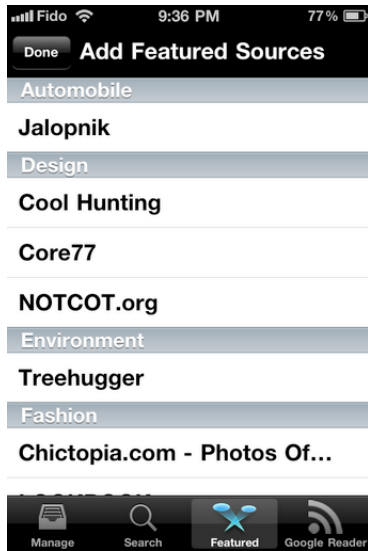 Fido 9:36 PM 77%
Done Add Featured Sources
Automobile
Jalopnik
Design
Cool Hunting
Core77
NOTCOT.org
Environment
Treehugger
Fashion
Chictopia.com - Photos Of...
Manage Search Featured Google Reader